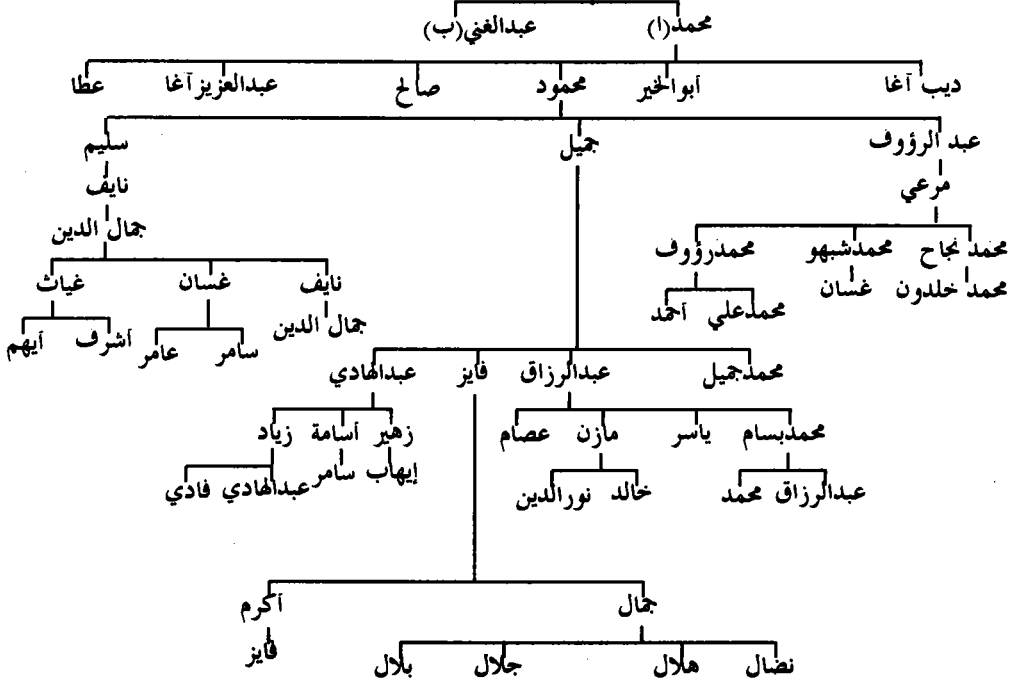 محمد (ا) عبدالغني (ب)
ديب آغا أبوالخير محمود صالح عبدالعزيز آغا عطا
عبد الرؤوف جميل سليم
مرعي نايف
جمال الدين
محمد نجاح محمدشبهو محمدرؤوف
نايف غسان غياث
محمد خلدون غسان محمدعلي أحمد
جمال الدين سامر عامر أشرف أيهم
محمدجميل عبدالرزاق فايز عبدالهادي
محمدبسام ياسر مازن عصام زهير أسامة زياد
عبدالرزاق محمد خالد نورالدين إيهاب سامر عبدالهادي فادي
جمال أكرم
نضال هلال جلال بلال فايز